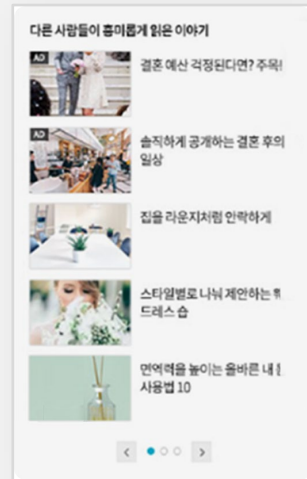 다른 사람들이 흥미롭게 읽은 이야기
AD
결혼 예산 걱정된다면? 주목!
AD
솔직하게 공개하는 결혼 후의
일상
집을 라운지처럼 안락하게
스타일별로 나눠 제안하는
드레스 숍
면역력을 높이는 올바른
사용법 10